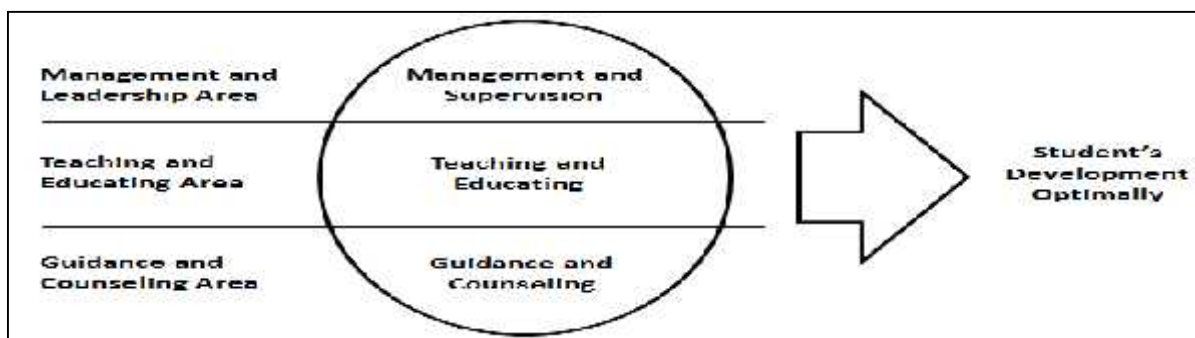 Management and
Leadership Area
Management and
Supervision
Teaching and
Educating Area
Teaching and
Educating
Guidance and
Counseling Area
Guidance and
Counseling
Student's
Development
Optimally